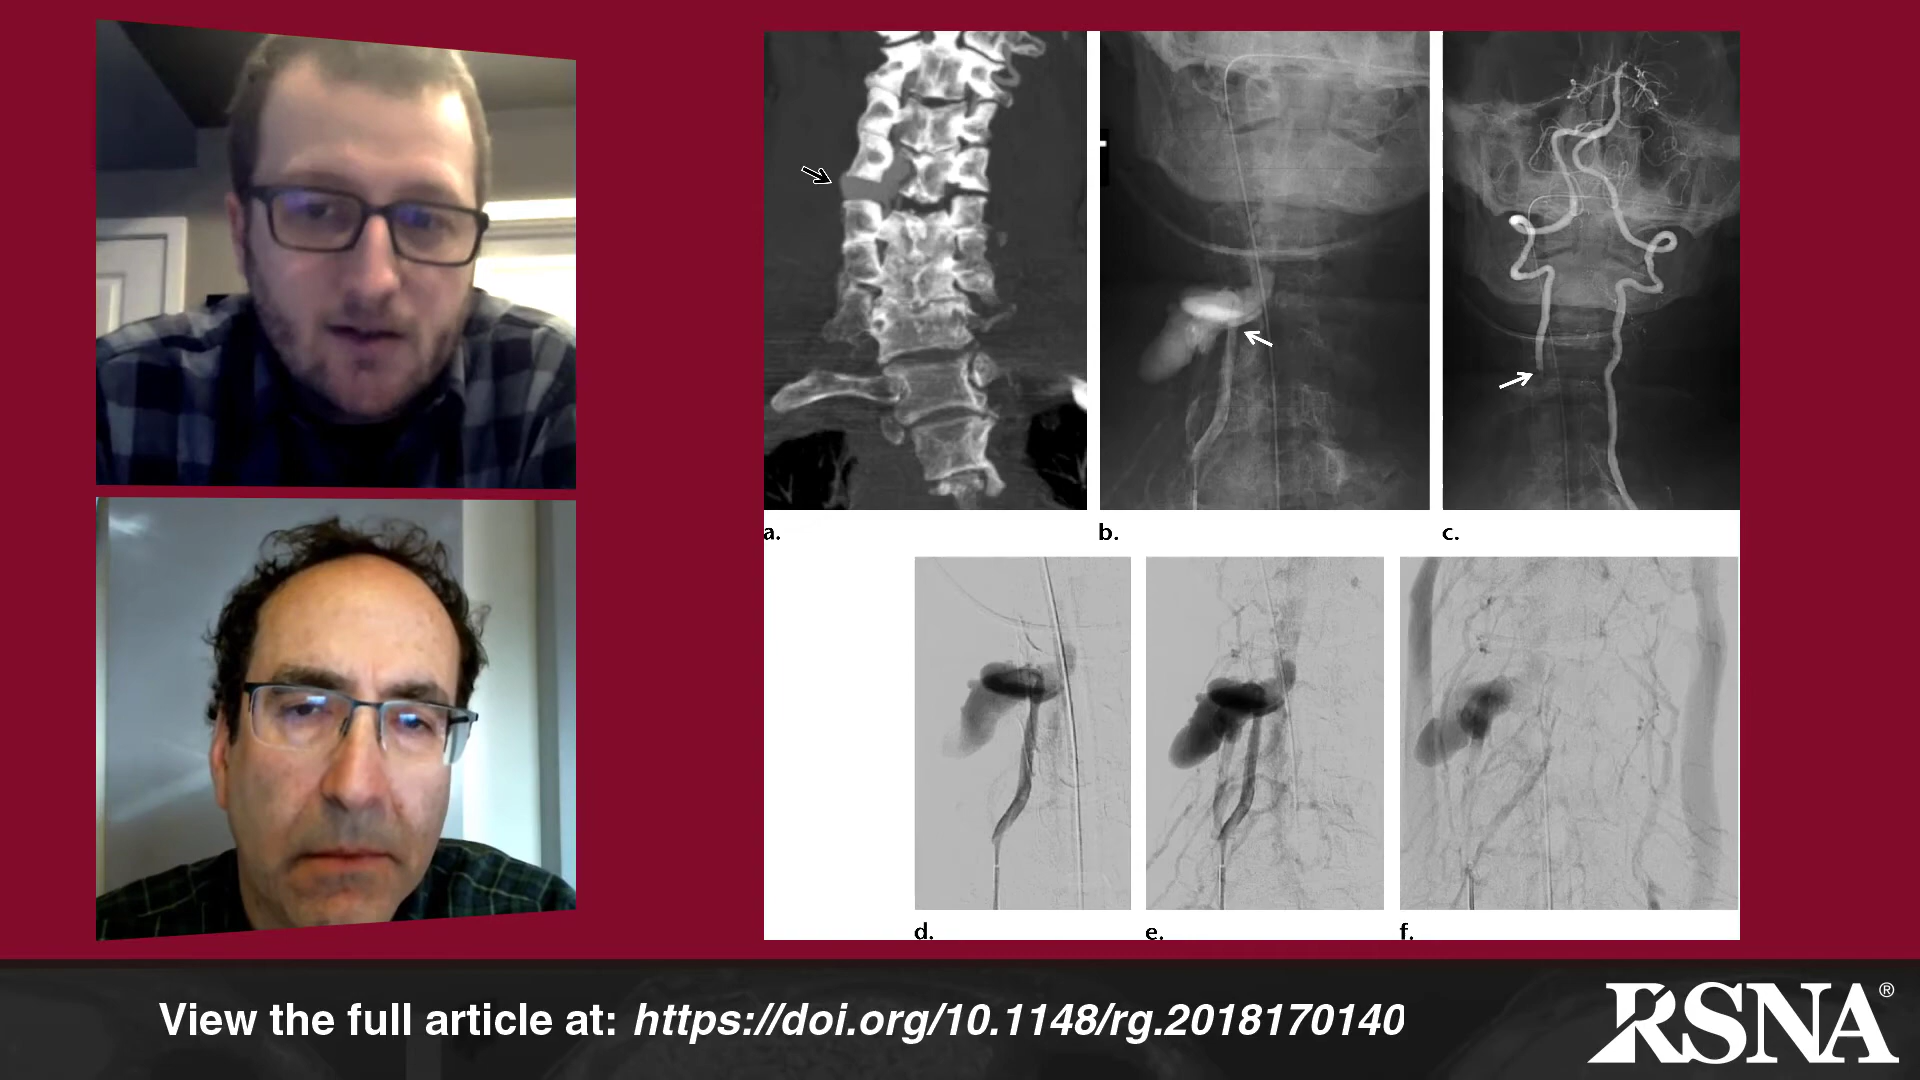 a.
b.
c.
d.
e.
f.
View the full article at: https://doi.org/10.1148/rg.2018170140
RSNA®